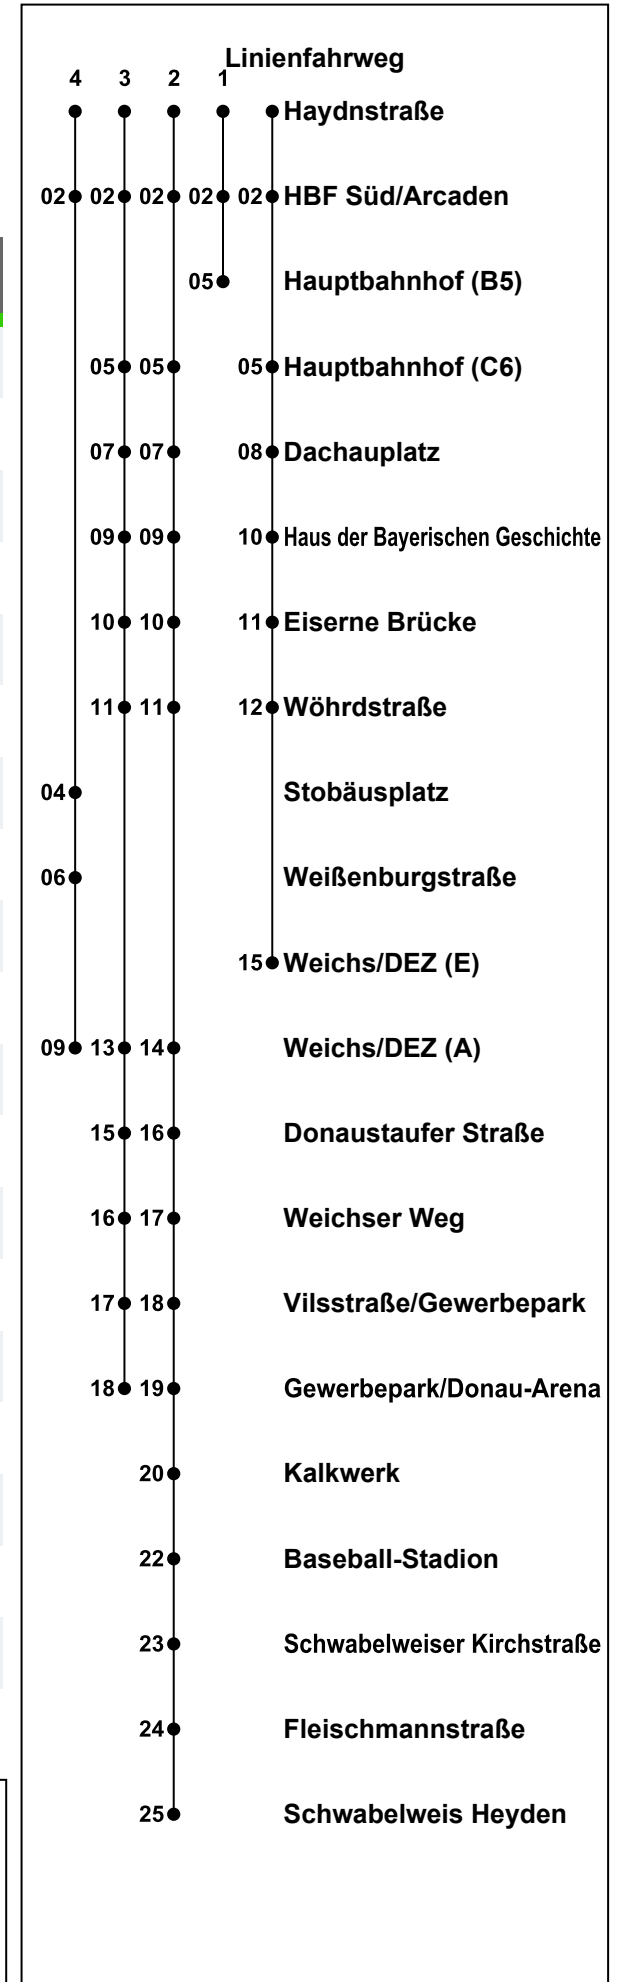 Linienfahrweg
4 3 2 1
Haydnstraße
02 02 02 02 02 HBF Süd/Arcaden
05 Hauptbahnhof (B5)
05 05 05 Hauptbahnhof (C6)
07 07 08 Dachauplatz
09 09 10 Haus der Bayerischen Geschichte
10 10 11 Eiserne Brücke
11 11 12 Wöhrdstraße
04 Stobäusplatz
06 Weißenburgstraße
15 Weichs/DEZ (E)
09 13 14 Weichs/DEZ (A)
15 16 Donaustaufer Straße
16 17 Weichser Weg
17 18 Vilsstraße/Gewerbepark
18 19 Gewerbepark/Donau-Arena
20 Kalkwerk
22 Baseball-Stadion
23 Schwabelweiser Kirchstraße
24 Fleischmannstraße
25 Schwabelweis Heyden